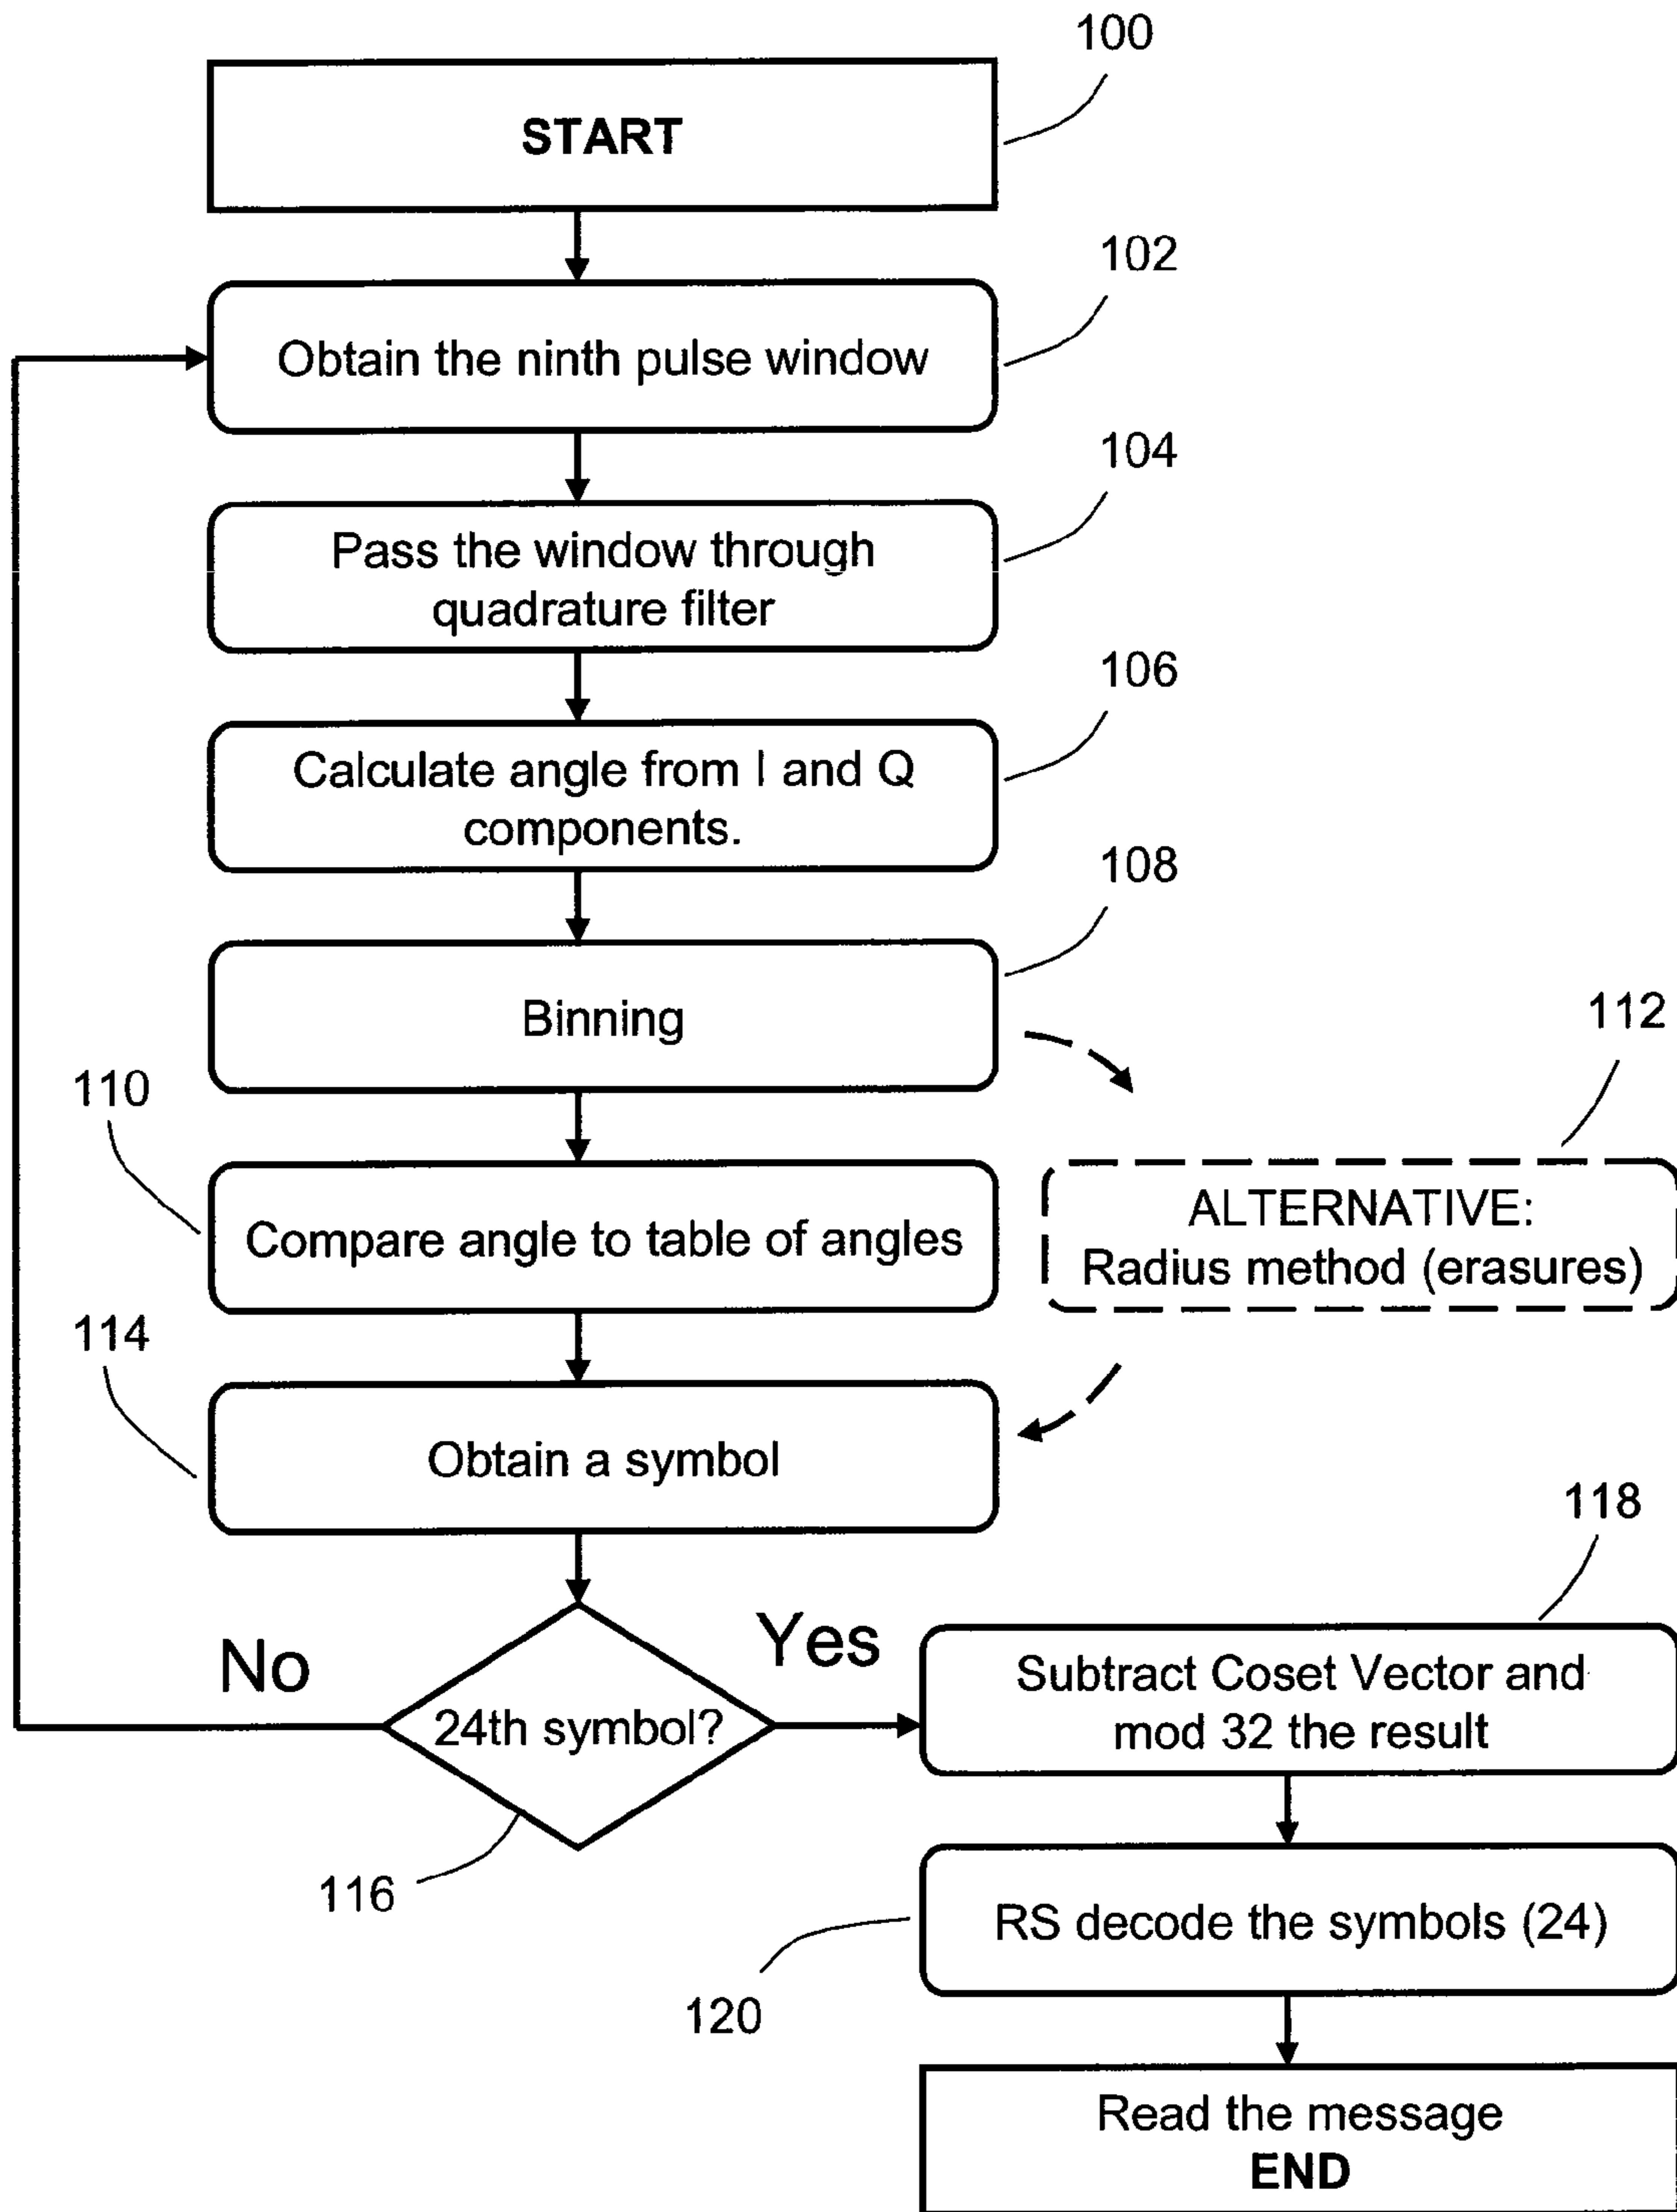 100
START
102
Obtain the ninth pulse window
104
Pass the window through
quadrature filter
106
Calculate angle from I and Q
components.
108
Binning
112
110
ALTERNATIVE:
Radius method (erasures)
Compare angle to table of angles
114
Obtain a symbol
118
No
Yes
24th symbol?
Subtract Coset Vector and
mod 32 the result
116
RS decode the symbols (24)
120
Read the message
END